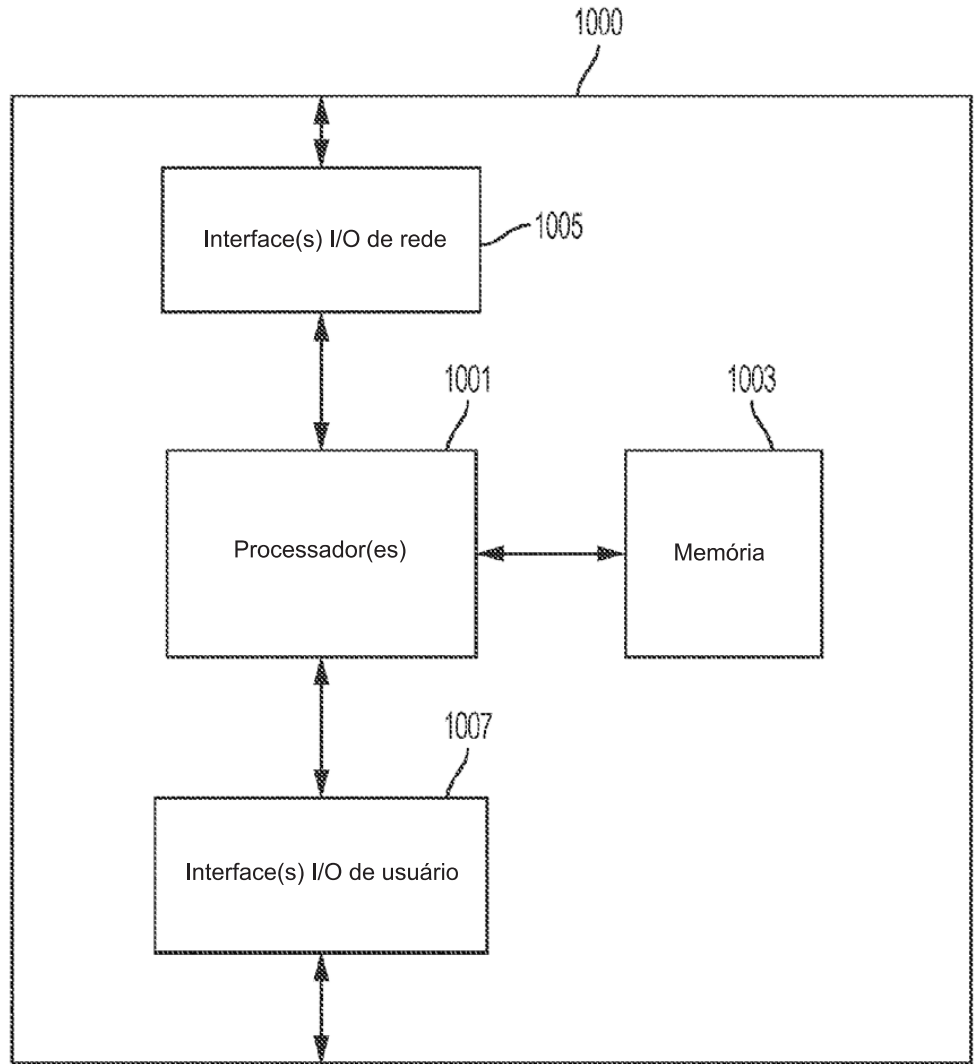 1000
Interface(s) I/O de rede
1005
1001
1003
Processador(es)
Memória
1007
Interface(s) I/O de usuário